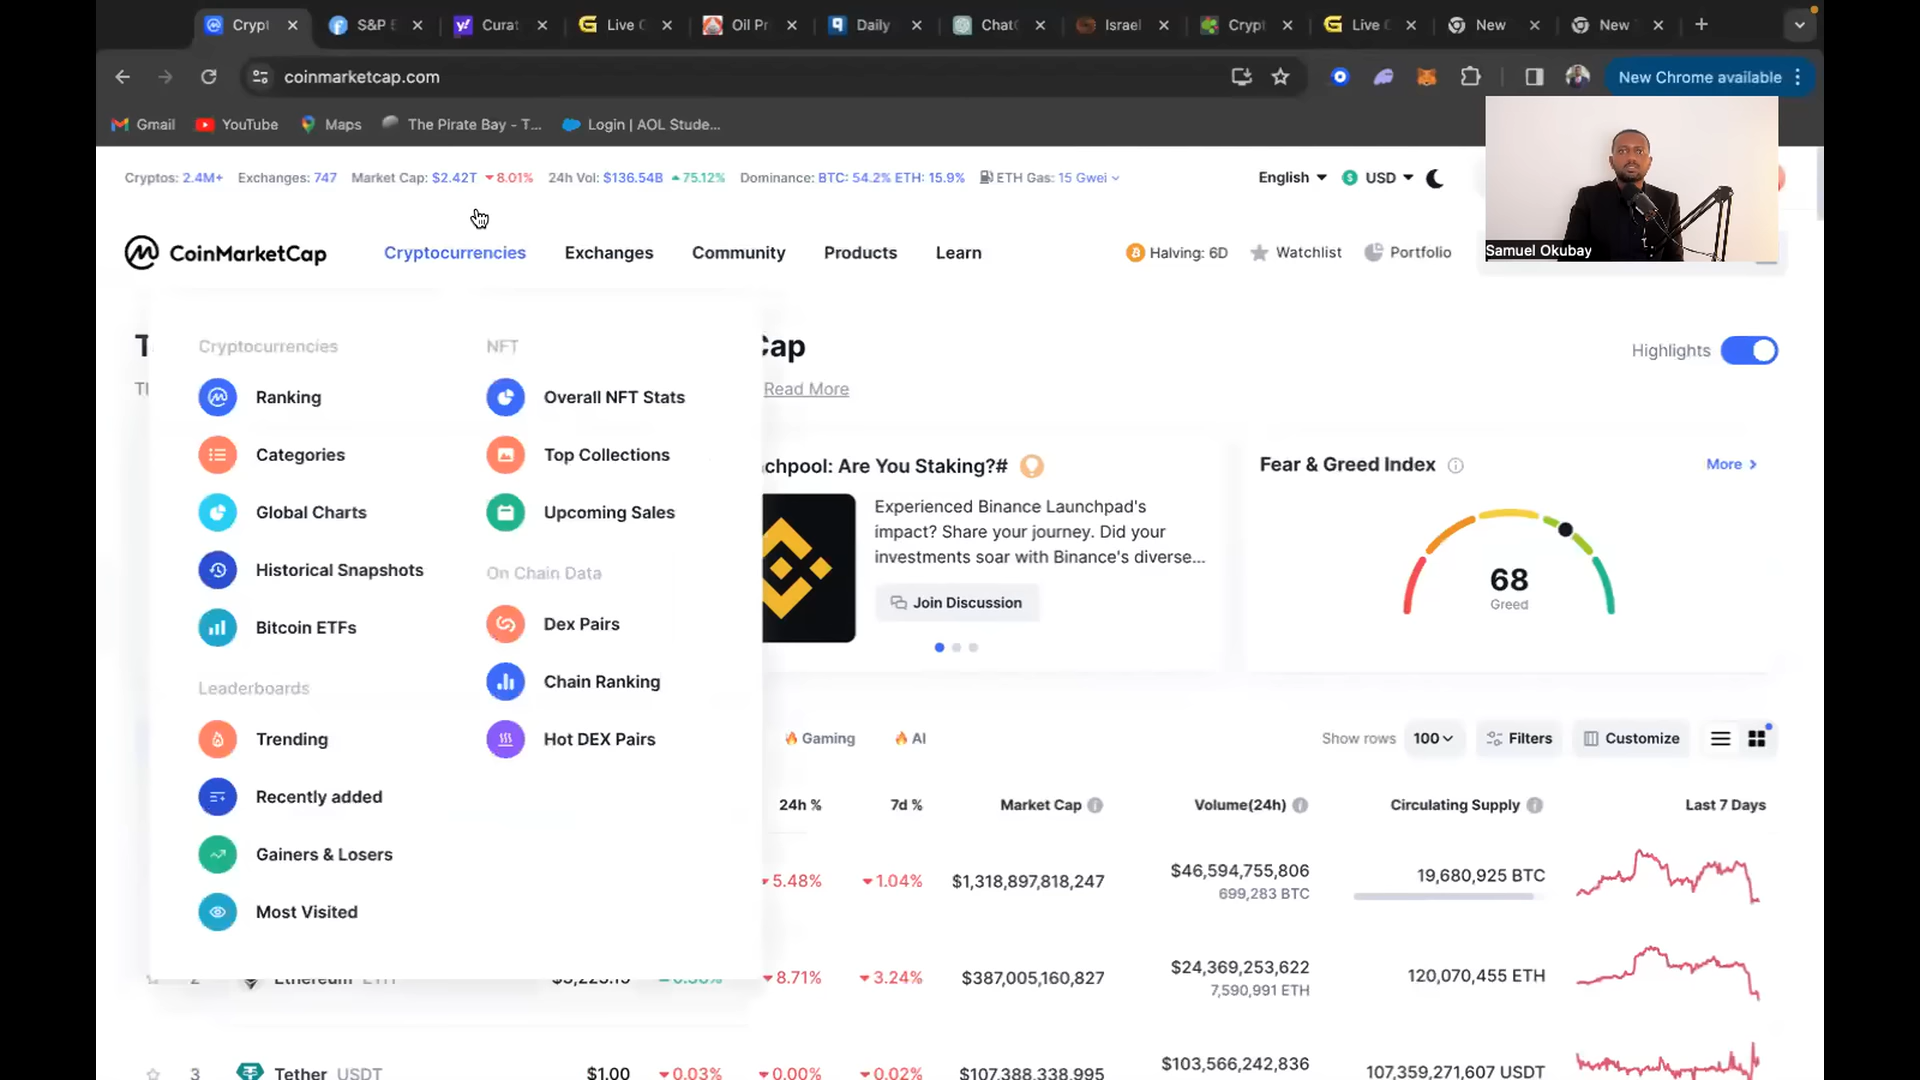 Crypt
S&P
Curat
Live
Oil Pr
Daily
Chat
Israel
Crypt
Live
New
New
coinmarketcap.com
New Chrome available
Gmail
YouTube
Maps
The Pirate Bay - T...
Login | AOL Stude...
Cryptos: 2.4M+ Exchanges: 747 Market Cap: $2.42T 8.01% 24h Vol: $136.54B 75.12% Dominance: BTC: 54.2% ETH: 15.9% ETH Gas: 15 Gwei
English
USD
Samuel Okubay
CoinMarketCap
Cryptocurrencies
Exchanges
Community
Products
Learn
Halving: 6D
Watchlist
Portfolio
Cap
Read More
Highlights
Cryptocurrencies
Ranking
Categories
Global Charts
Historical Snapshots
Bitcoin ETFs
Leaderboards
Trending
Recently added
Gainers & Losers
Most Visited
NFT
Overall NFT Stats
Top Collections
Upcoming Sales
On Chain Data
Dex Pairs
Chain Ranking
Hot DEX Pairs
chpool: Are You Staking?#
Experienced Binance Launchpad's
impact? Share your journey. Did your
investments soar with Binance's diverse...
Join Discussion
Fear & Greed Index
More
68
Greed
Gaming
AI
Show rows
100
Filters
Customize
24h % 7d % Market Cap Volume(24h) Circulating Supply Last 7 Days
5.48% 1.04% $1,318,897,818,247 $46,594,755,806 19,680,925 BTC
699,283 BTC
2 Ethereum ETH 8.71% 3.24% $387,005,160,827 $24,369,253,622 120,070,455 ETH
7,590,991 ETH
3 Tether USDT $1.00 0.03% 0.00% 0.02% $107,388,338,995 $103,566,242,836 107,359,271,607 USDT